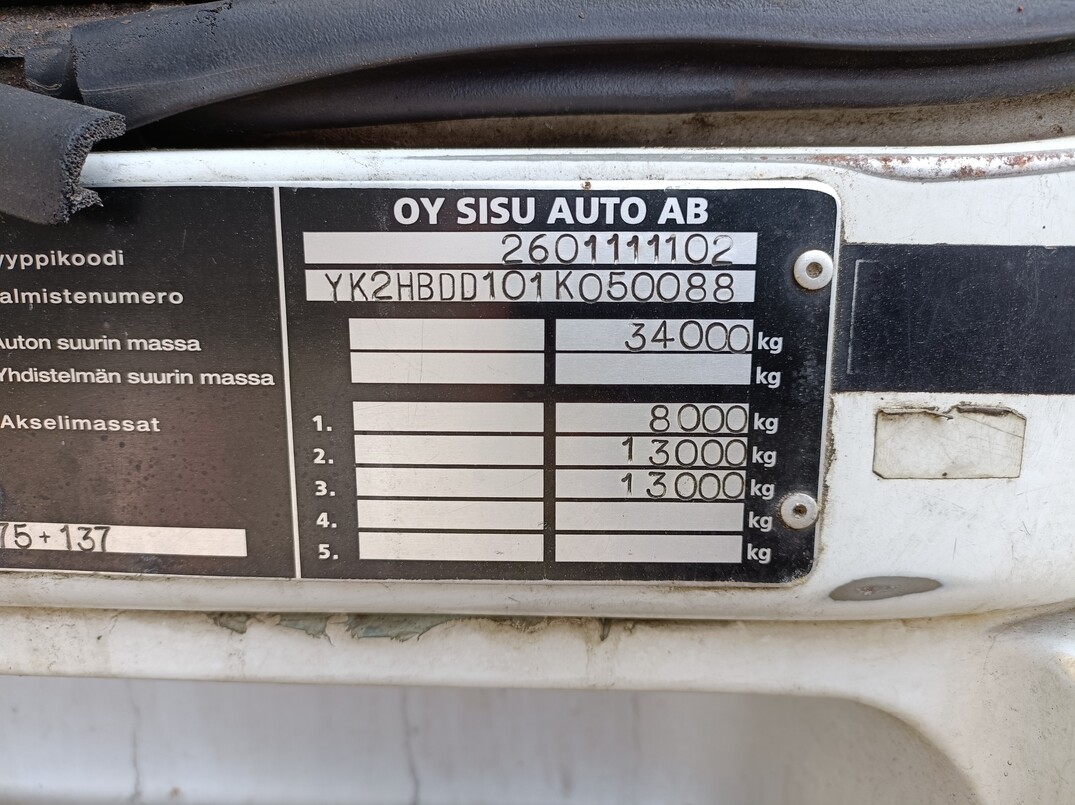 OY SISU AUTO AB
yyppikoodi 2601111102
almistenumero YK2HBDD101K050088
Auton suurin massa 34000 kg
Yhdistelmän suurin massa kg
Akselimassat 1. 8000 kg
2. 13000 kg
3. 13000 kg
4. kg
75+137 5. kg